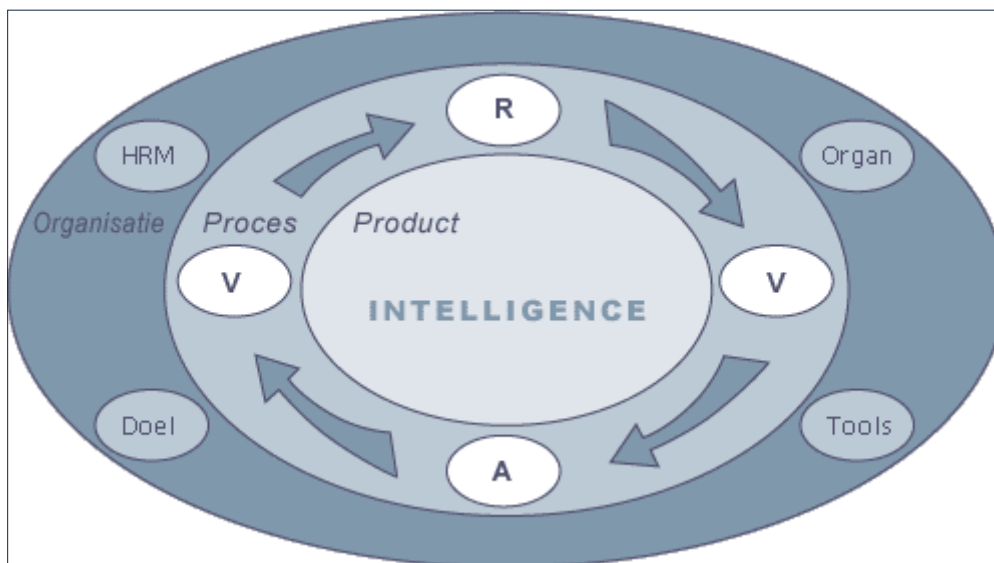 R
HRM
Organ
Organisatie Proces Product
V
V
INTELLIGENCE
Doel
Tools
A